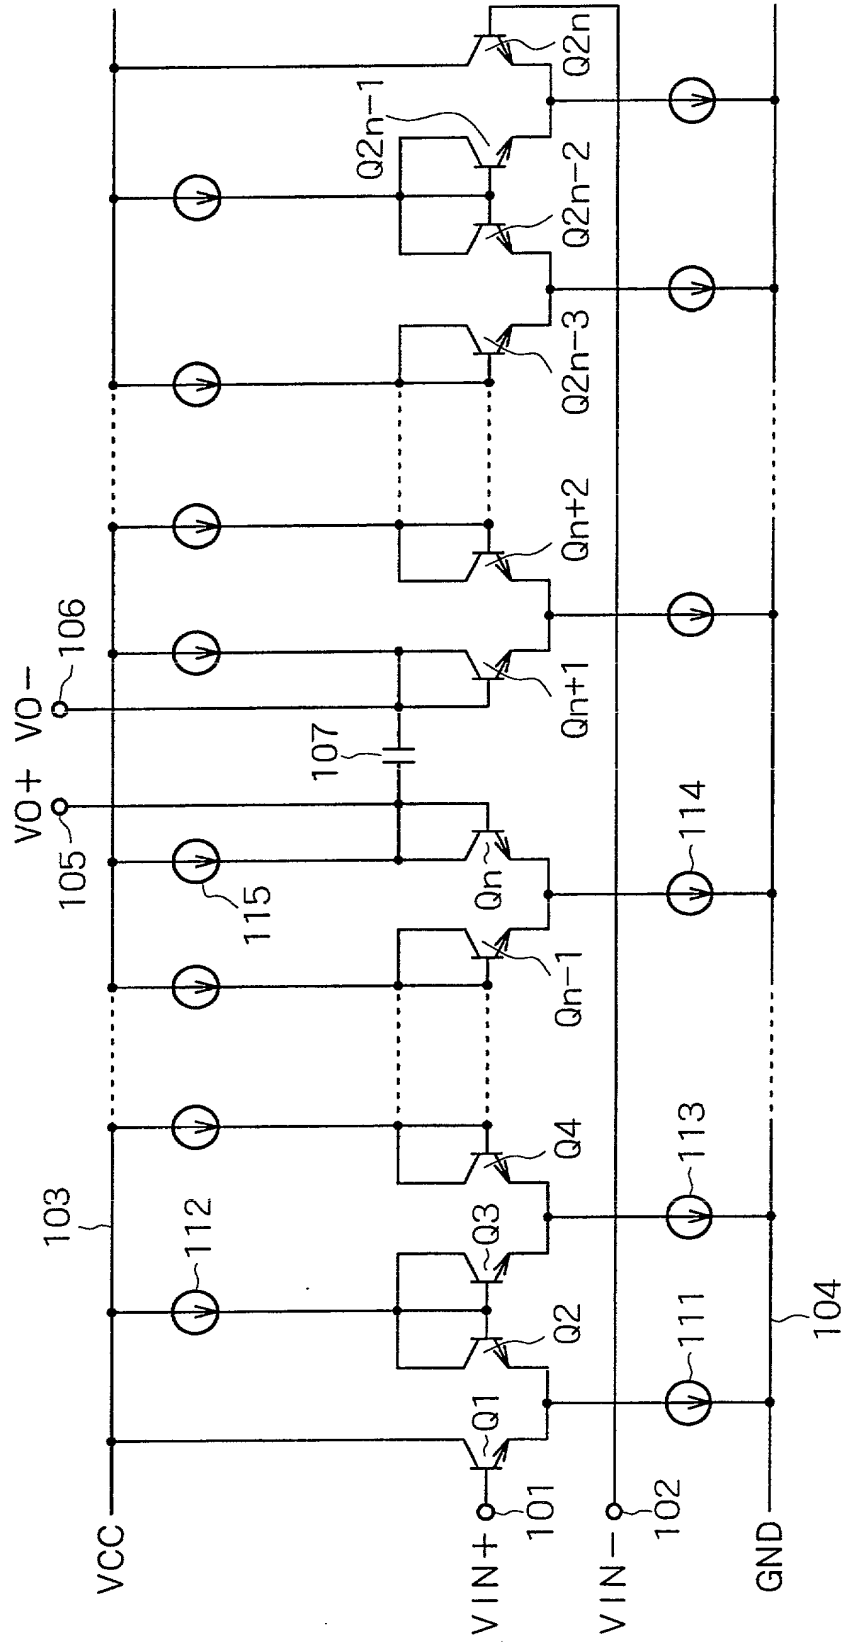 VO+ VO−
105
106
VCC
103
112
115
107
VIN+
101
Q1
Q2
Q3
Q4
Qn−1
Qn
Qn+1
Qn+2
Q2n−3
Q2n−2
Q2n−1
Q2n
VIN−
102
111
113
114
GND
104